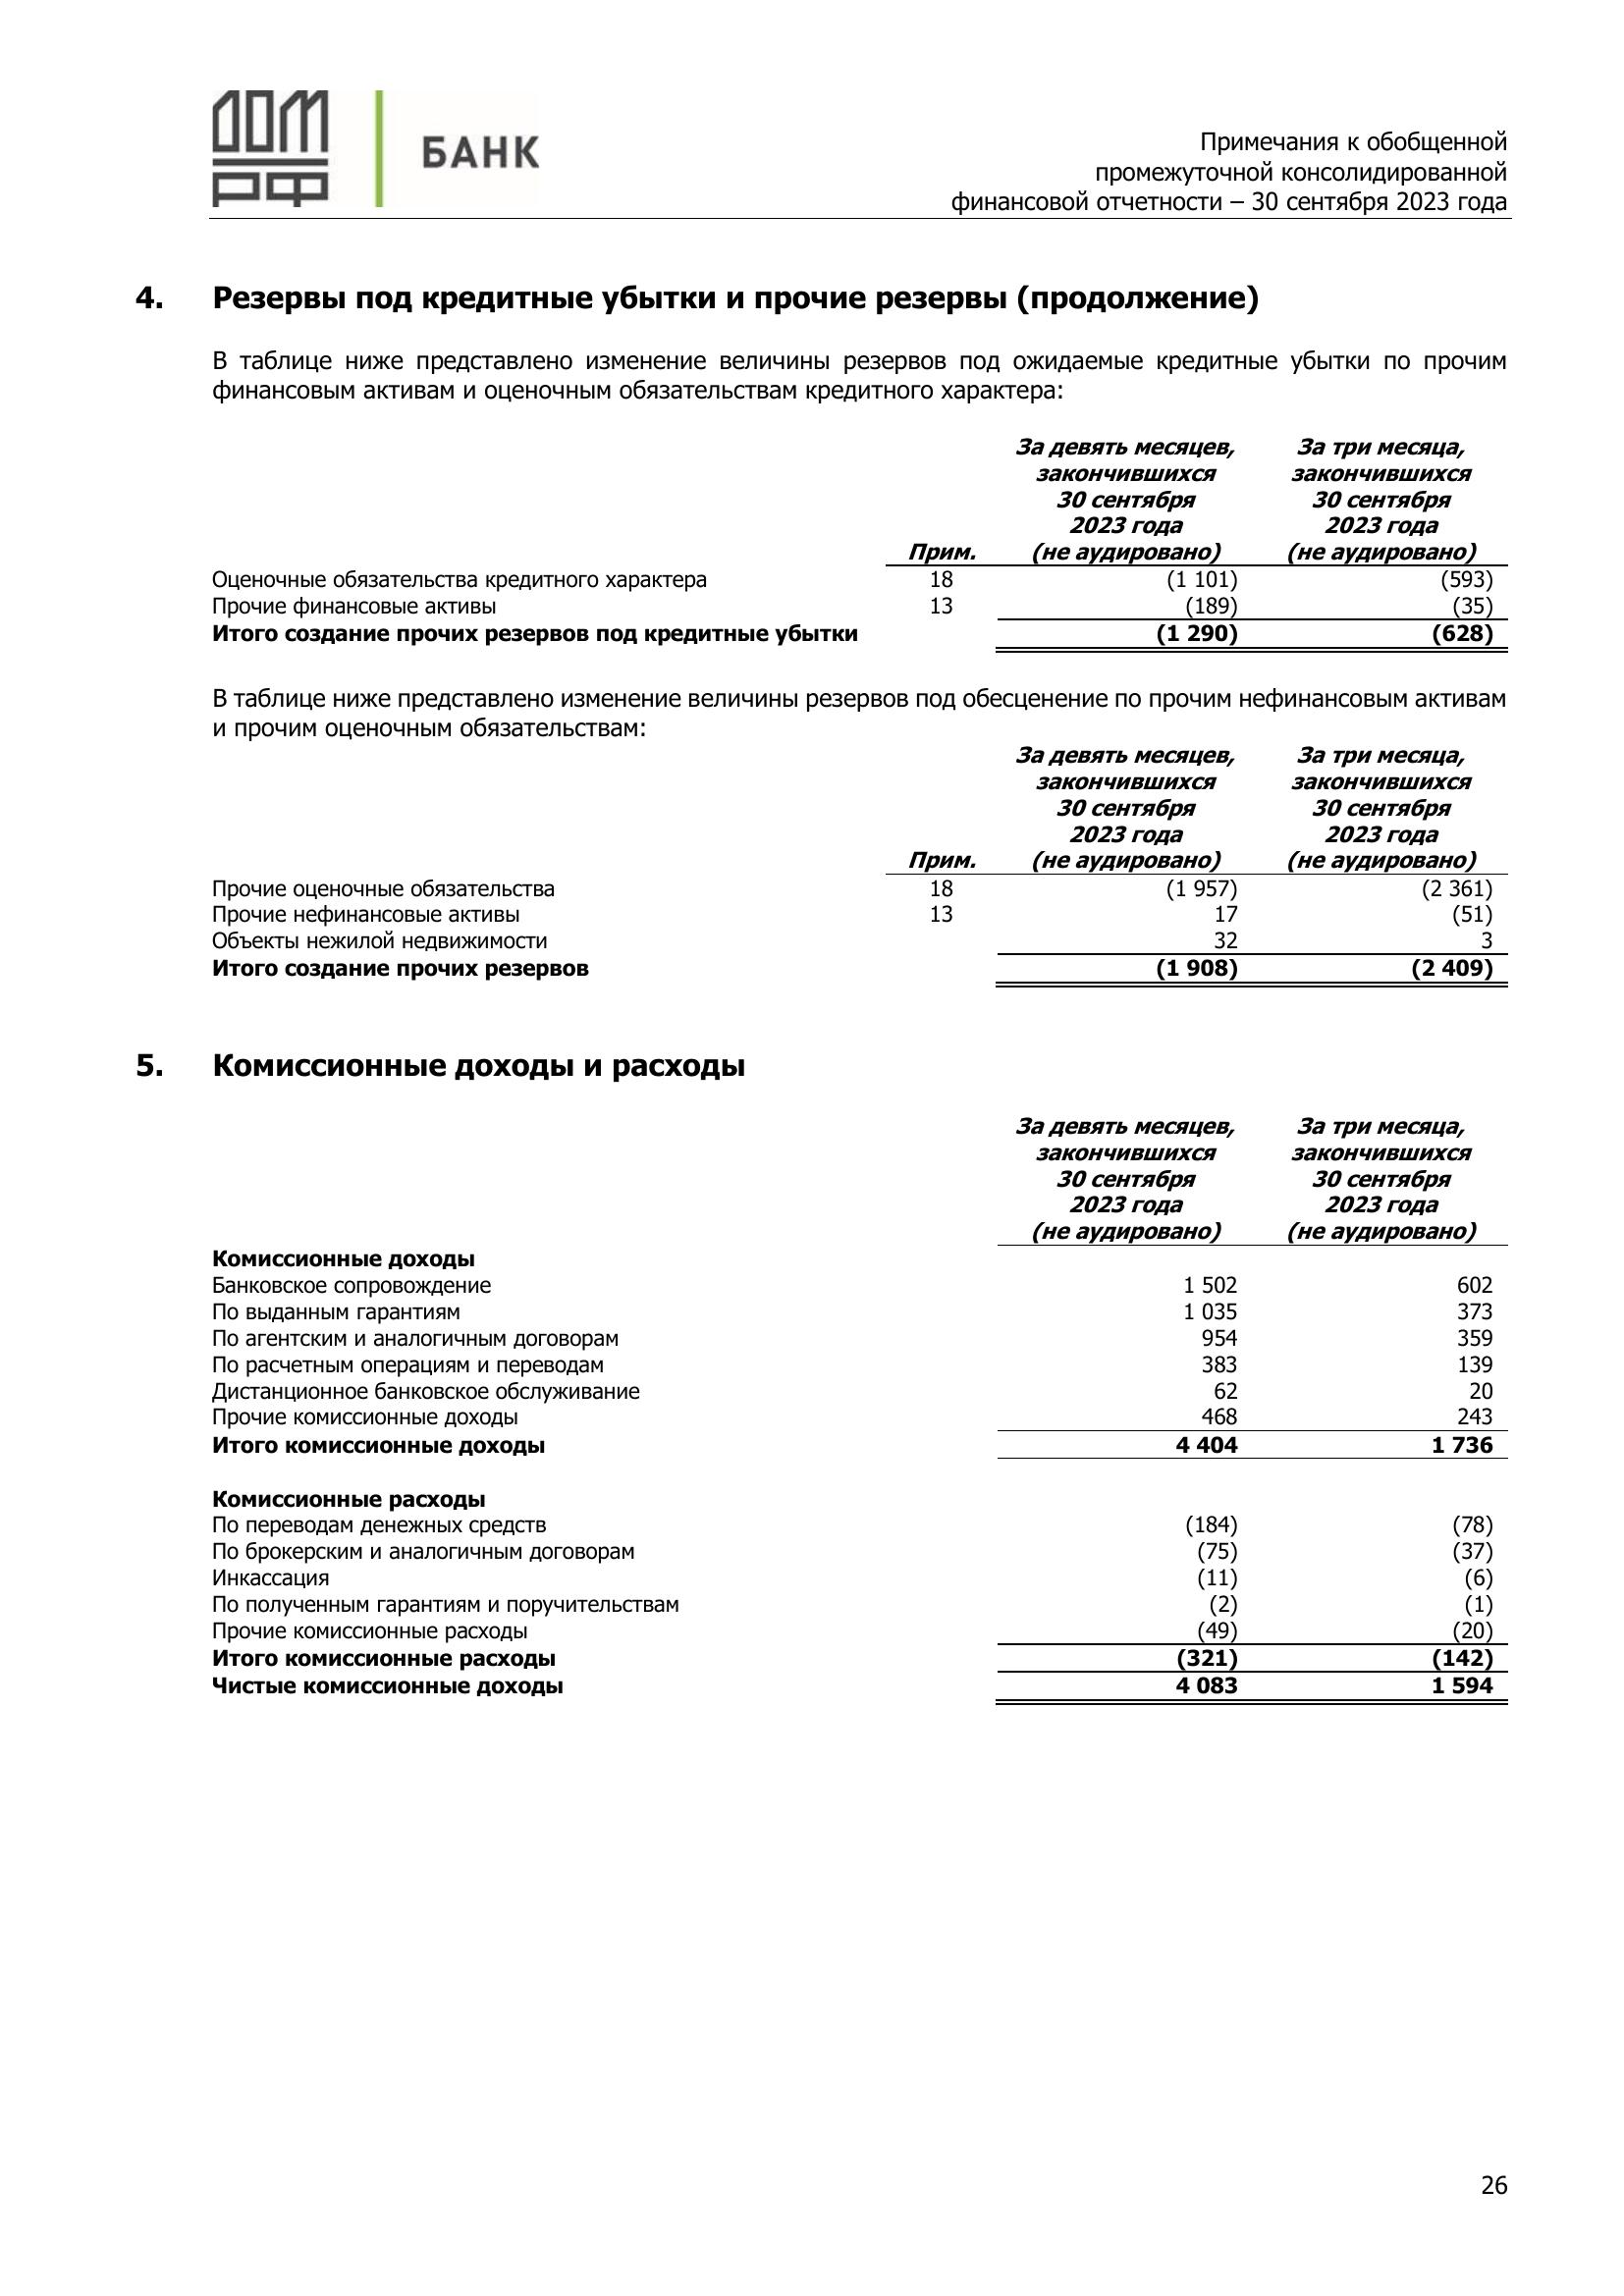 ДОМ
РФ
БАНК
Примечания к обобщенной
промежуточной консолидированной
финансовой отчетности – 30 сентября 2023 года
4. Резервы под кредитные убытки и прочие резервы (продолжение)
В таблице ниже представлено изменение величины резервов под ожидаемые кредитные убытки по прочим
финансовым активам и оценочным обязательствам кредитного характера:
За девять месяцев, За три месяца,
закончившихся закончившихся
30 сентября 30 сентября
2023 года 2023 года
Прим. (не аудировано) (не аудировано)
Оценочные обязательства кредитного характера 18 (1 101) (593)
Прочие финансовые активы 13 (189) (35)
Итого создание прочих резервов под кредитные убытки (1 290) (628)
В таблице ниже представлено изменение величины резервов под обесценение по прочим нефинансовым активам
и прочим оценочным обязательствам:
За девять месяцев, За три месяца,
закончившихся закончившихся
30 сентября 30 сентября
2023 года 2023 года
Прим. (не аудировано) (не аудировано)
Прочие оценочные обязательства 18 (1 957) (2 361)
Прочие нефинансовые активы 13 17 (51)
Объекты нежилой недвижимости 32 3
Итого создание прочих резервов (1 908) (2 409)
5. Комиссионные доходы и расходы
За девять месяцев, За три месяца,
закончившихся закончившихся
30 сентября 30 сентября
2023 года 2023 года
(не аудировано) (не аудировано)
Комиссионные доходы
Банковское сопровождение 1 502 602
По выданным гарантиям 1 035 373
По агентским и аналогичным договорам 954 359
По расчетным операциям и переводам 383 139
Дистанционное банковское обслуживание 62 20
Прочие комиссионные доходы 468 243
Итого комиссионные доходы 4 404 1 736
Комиссионные расходы
По переводам денежных средств (184) (78)
По брокерским и аналогичным договорам (75) (37)
Инкассация (11) (6)
По полученным гарантиям и поручительствам (2) (1)
Прочие комиссионные расходы (49) (20)
Итого комиссионные расходы (321) (142)
Чистые комиссионные доходы 4 083 1 594
26